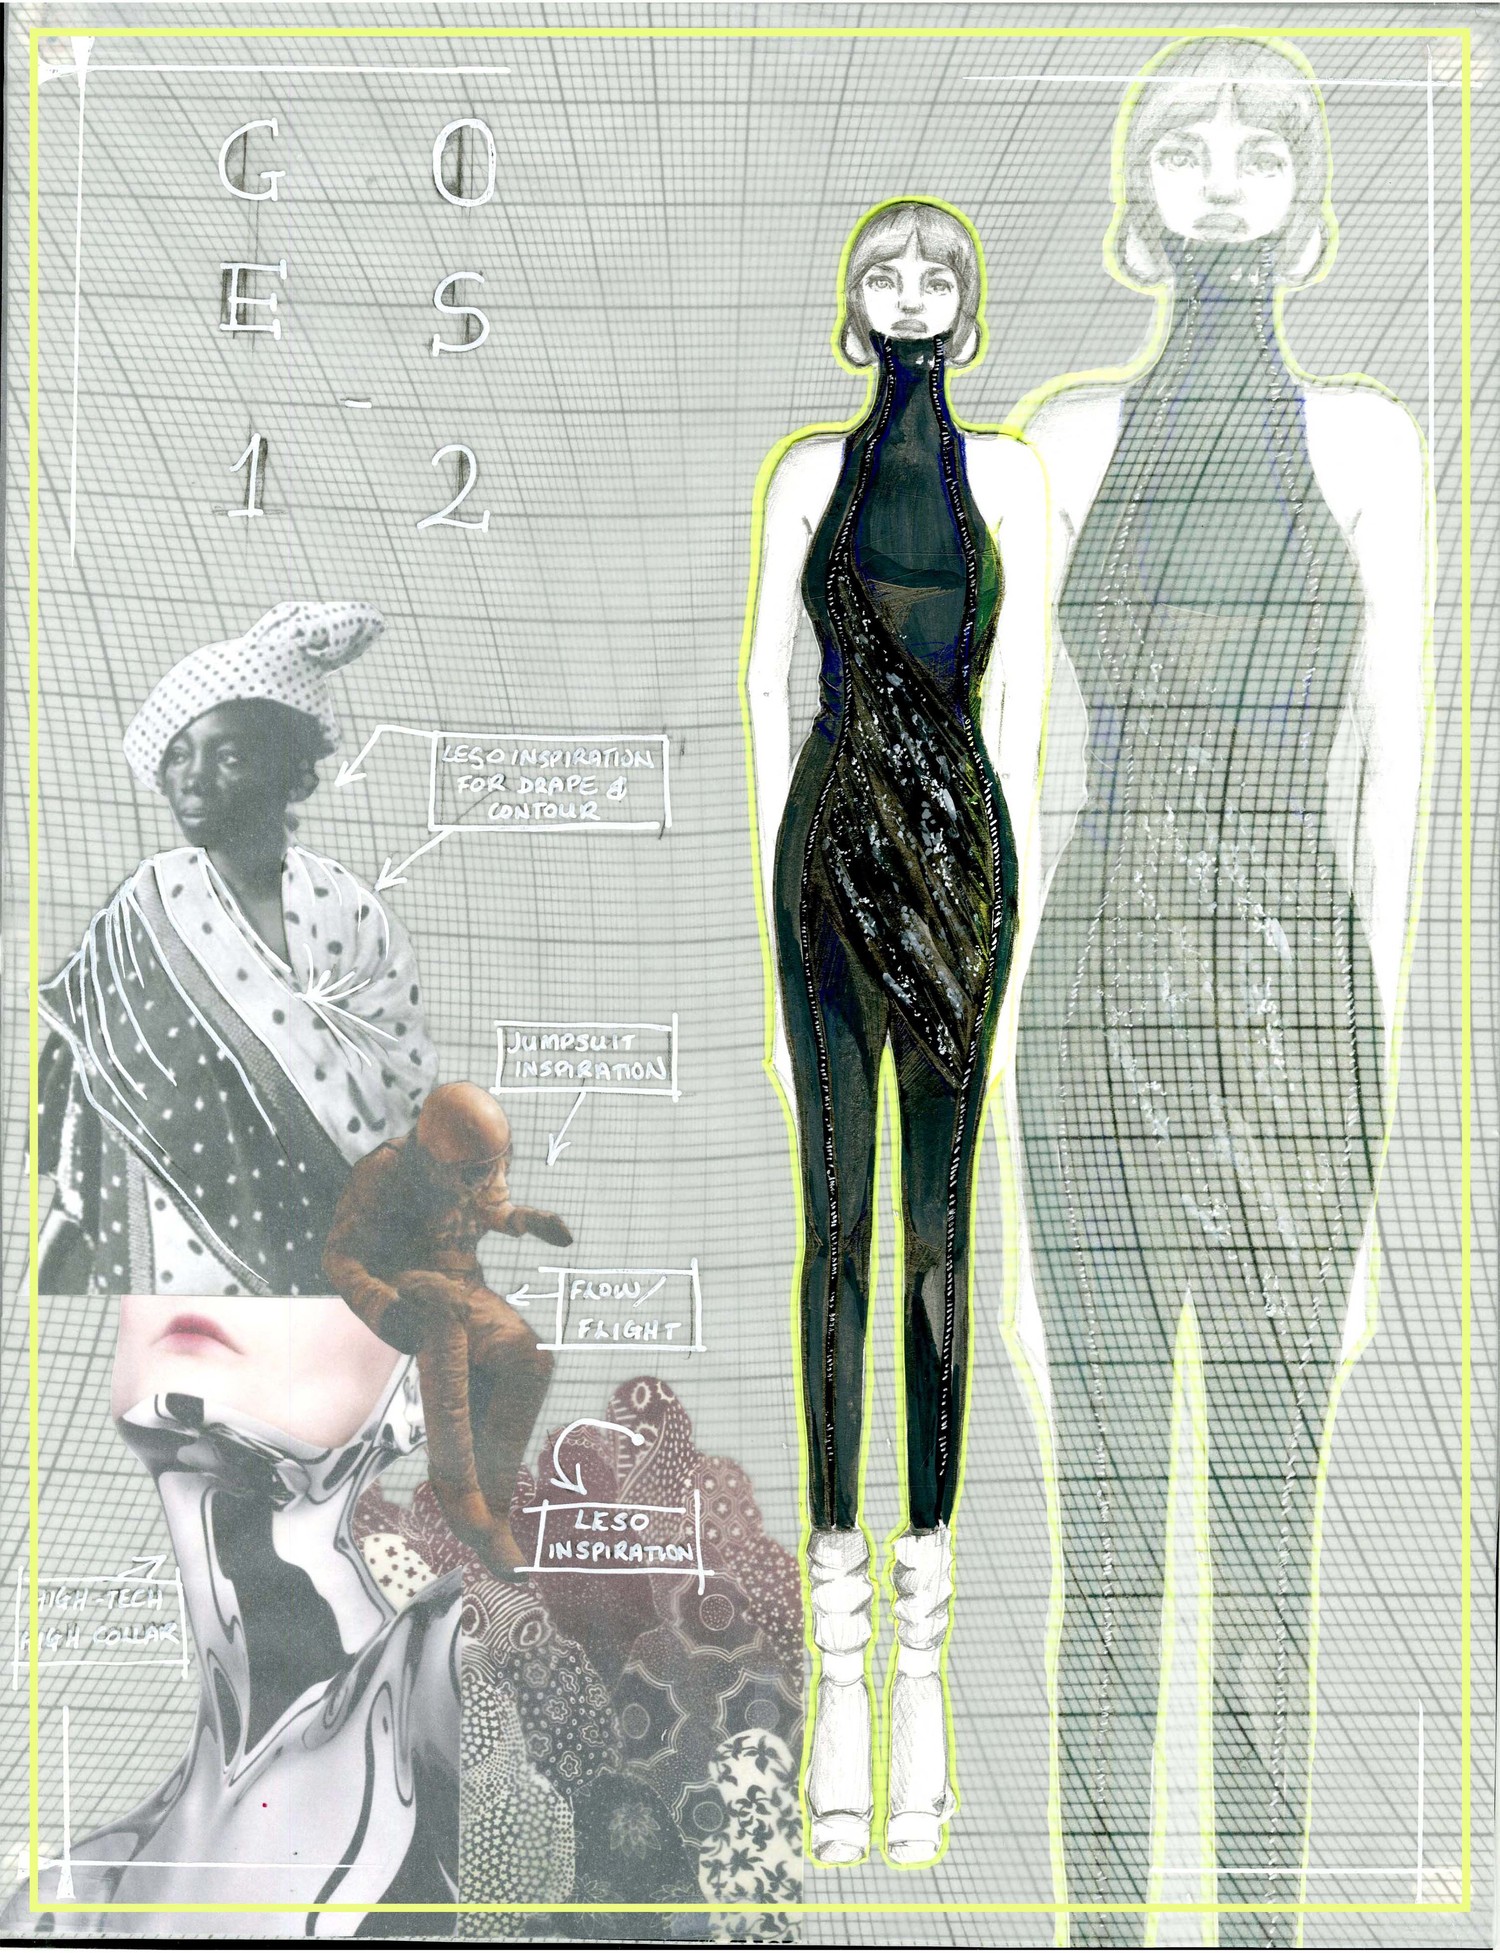 G O
E S
-
1 2
LESO INSPIRATION
FOR DRAPE &
CONTOUR
JUMPSUIT
INSPIRATION
FLOW/
FLIGHT
LESO
INSPIRATION
HIGH-TECH
HIGH COLLAR